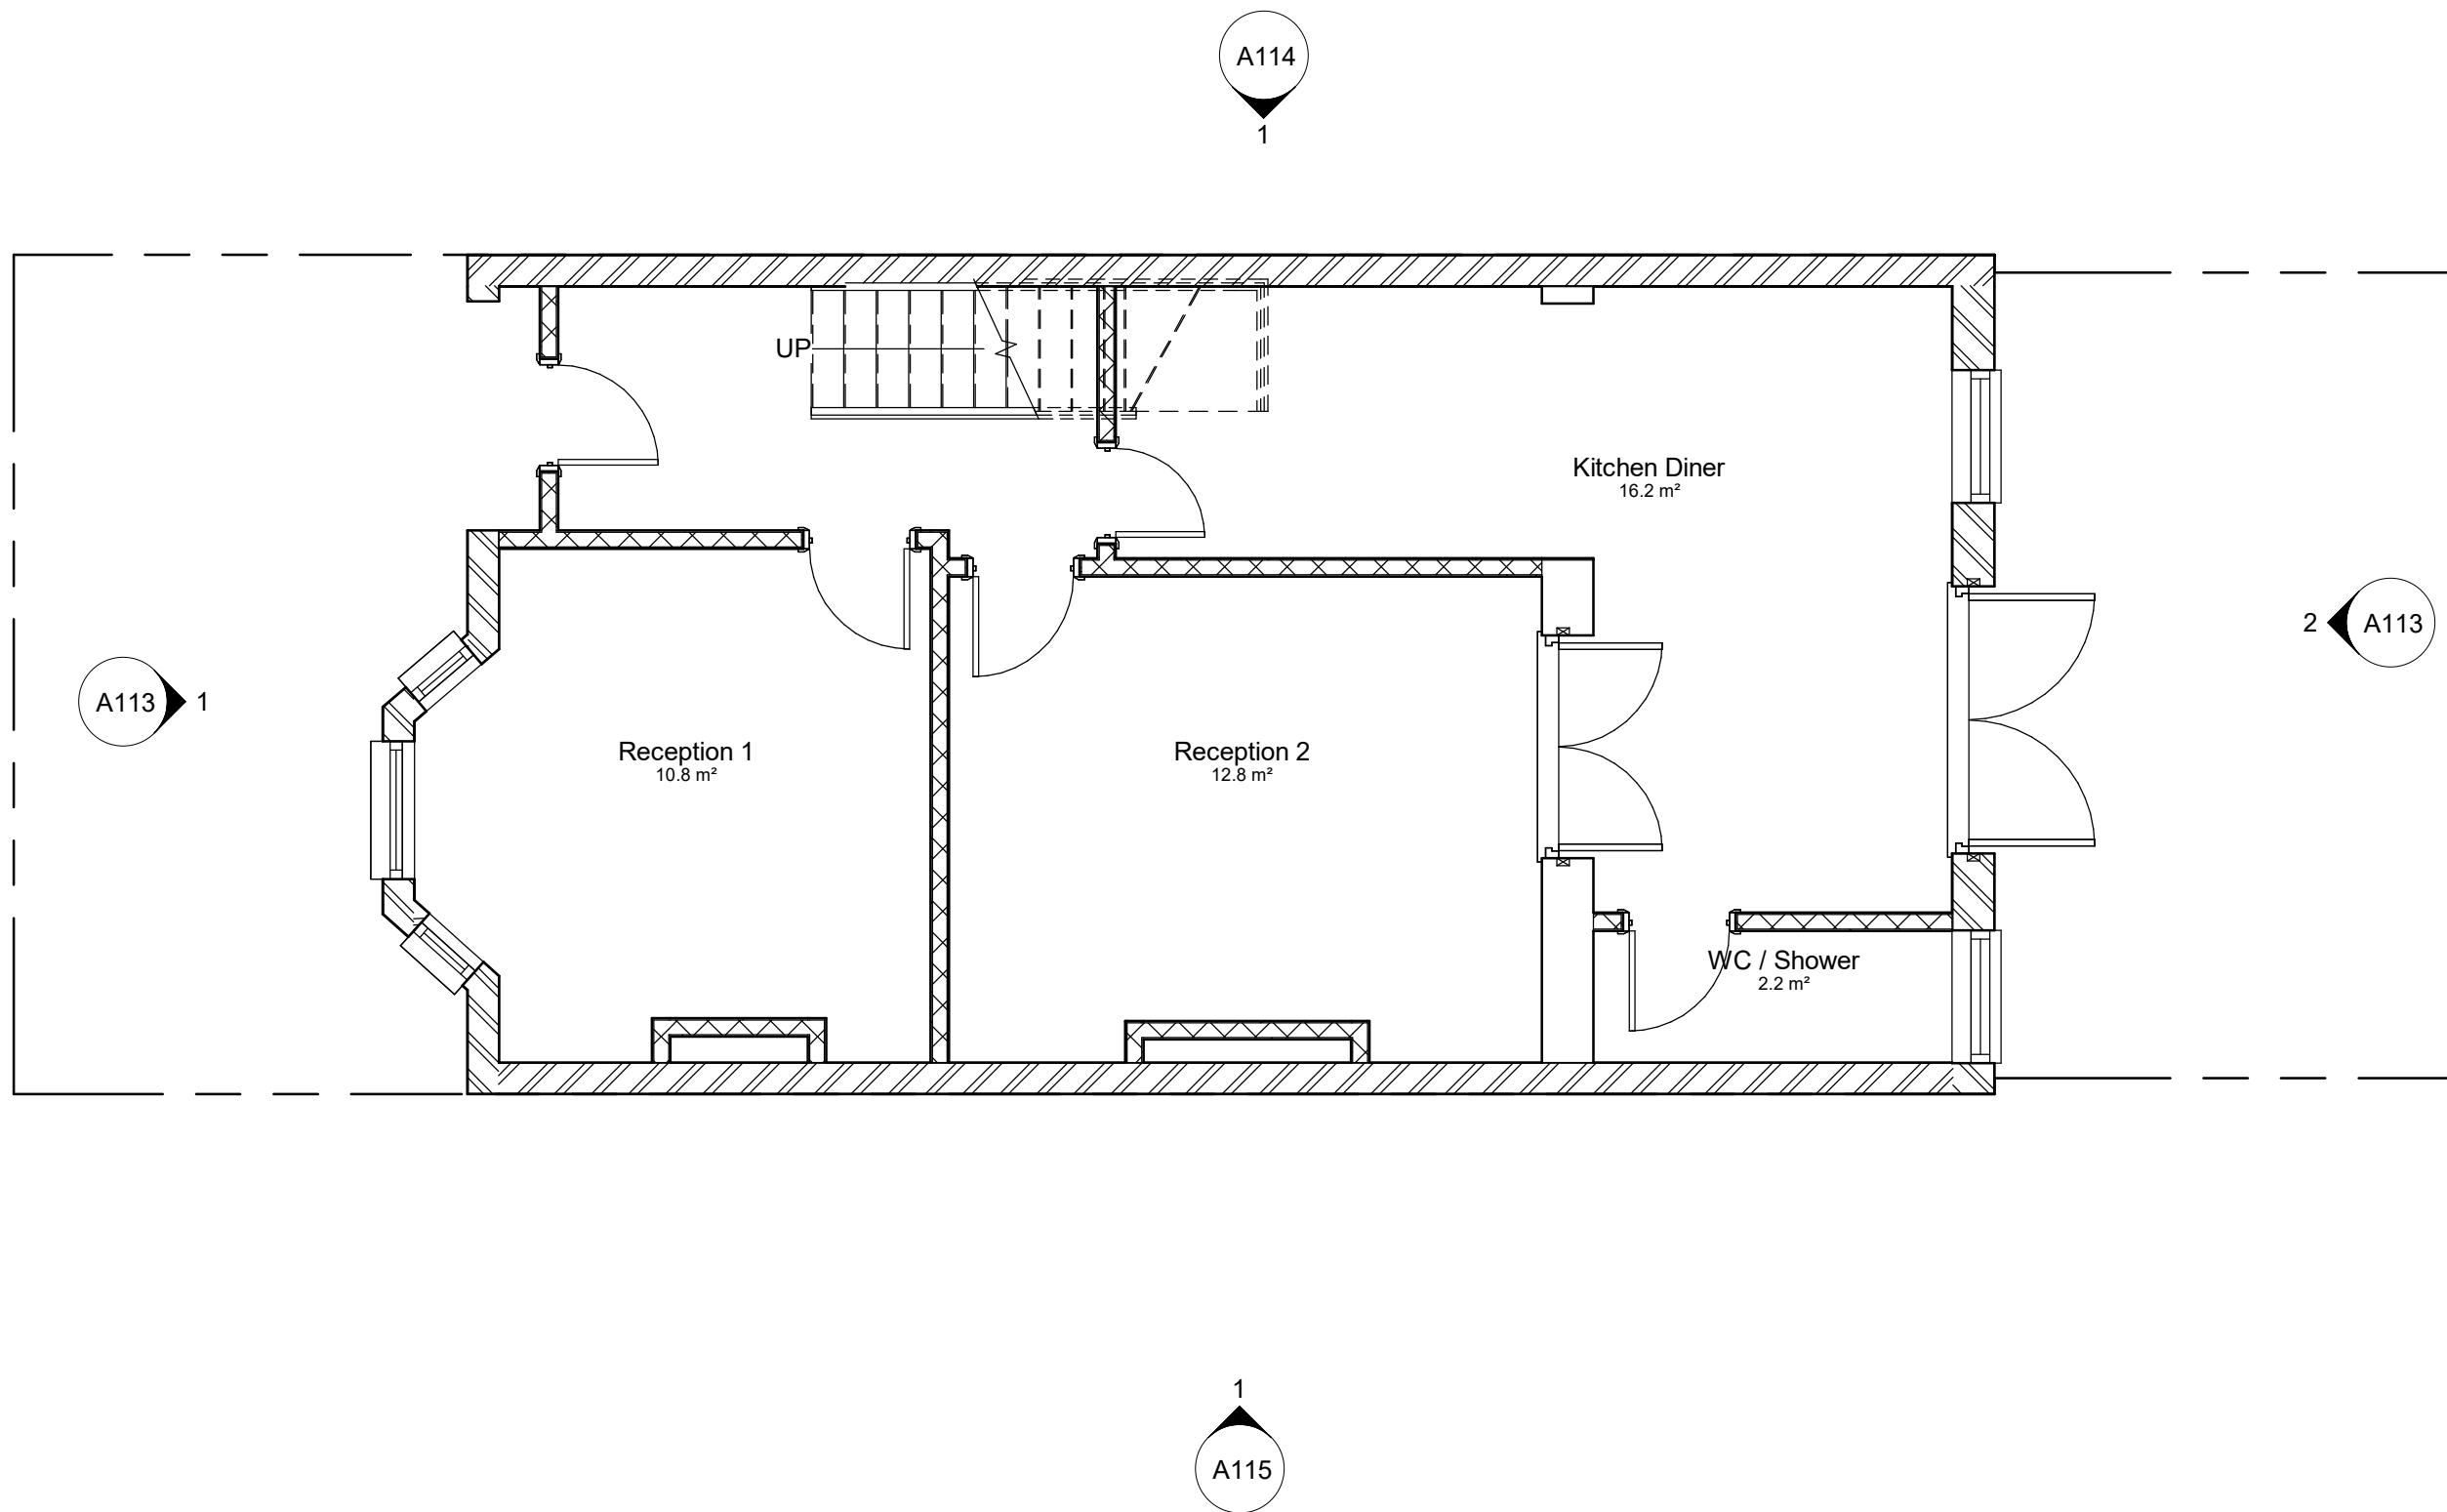 A114
1
UP
Kitchen Diner
16.2 m²
2
A113
A113
1
Reception 1
10.8 m²
Reception 2
12.8 m²
WC / Shower
2.2 m²
1
A115